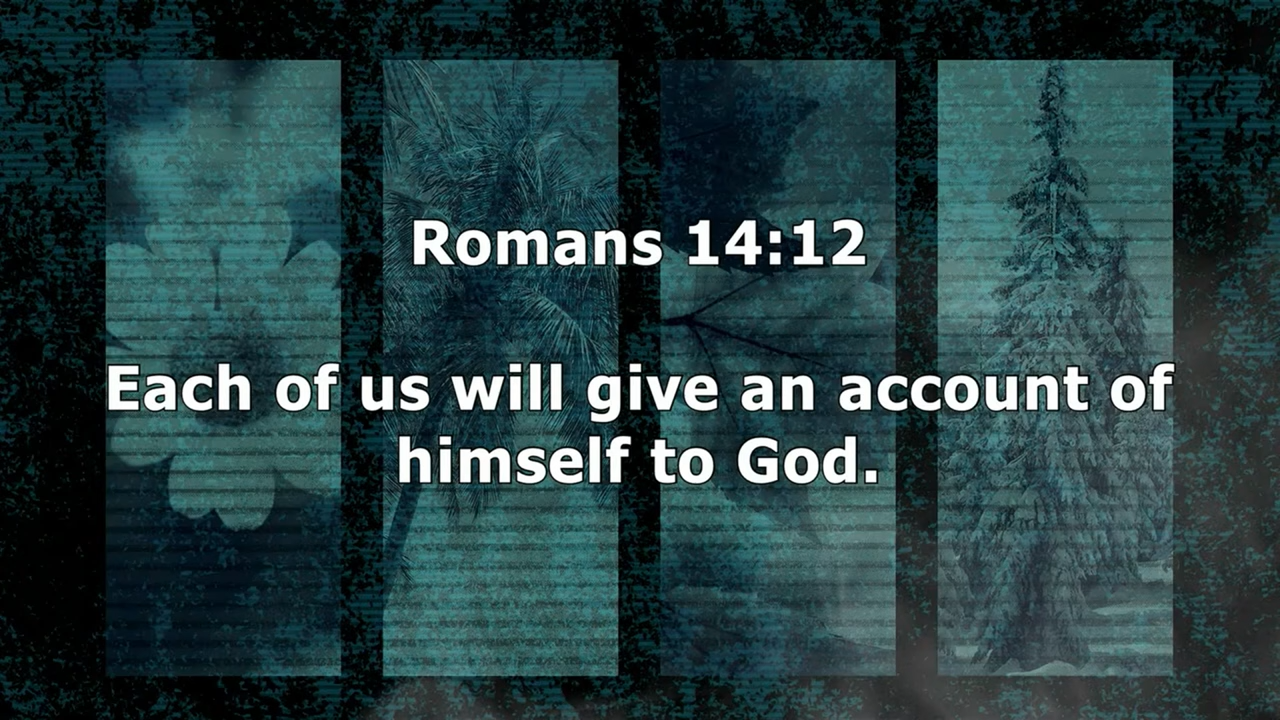 Romans 14:12
Each of us will give an account of
himself to God.